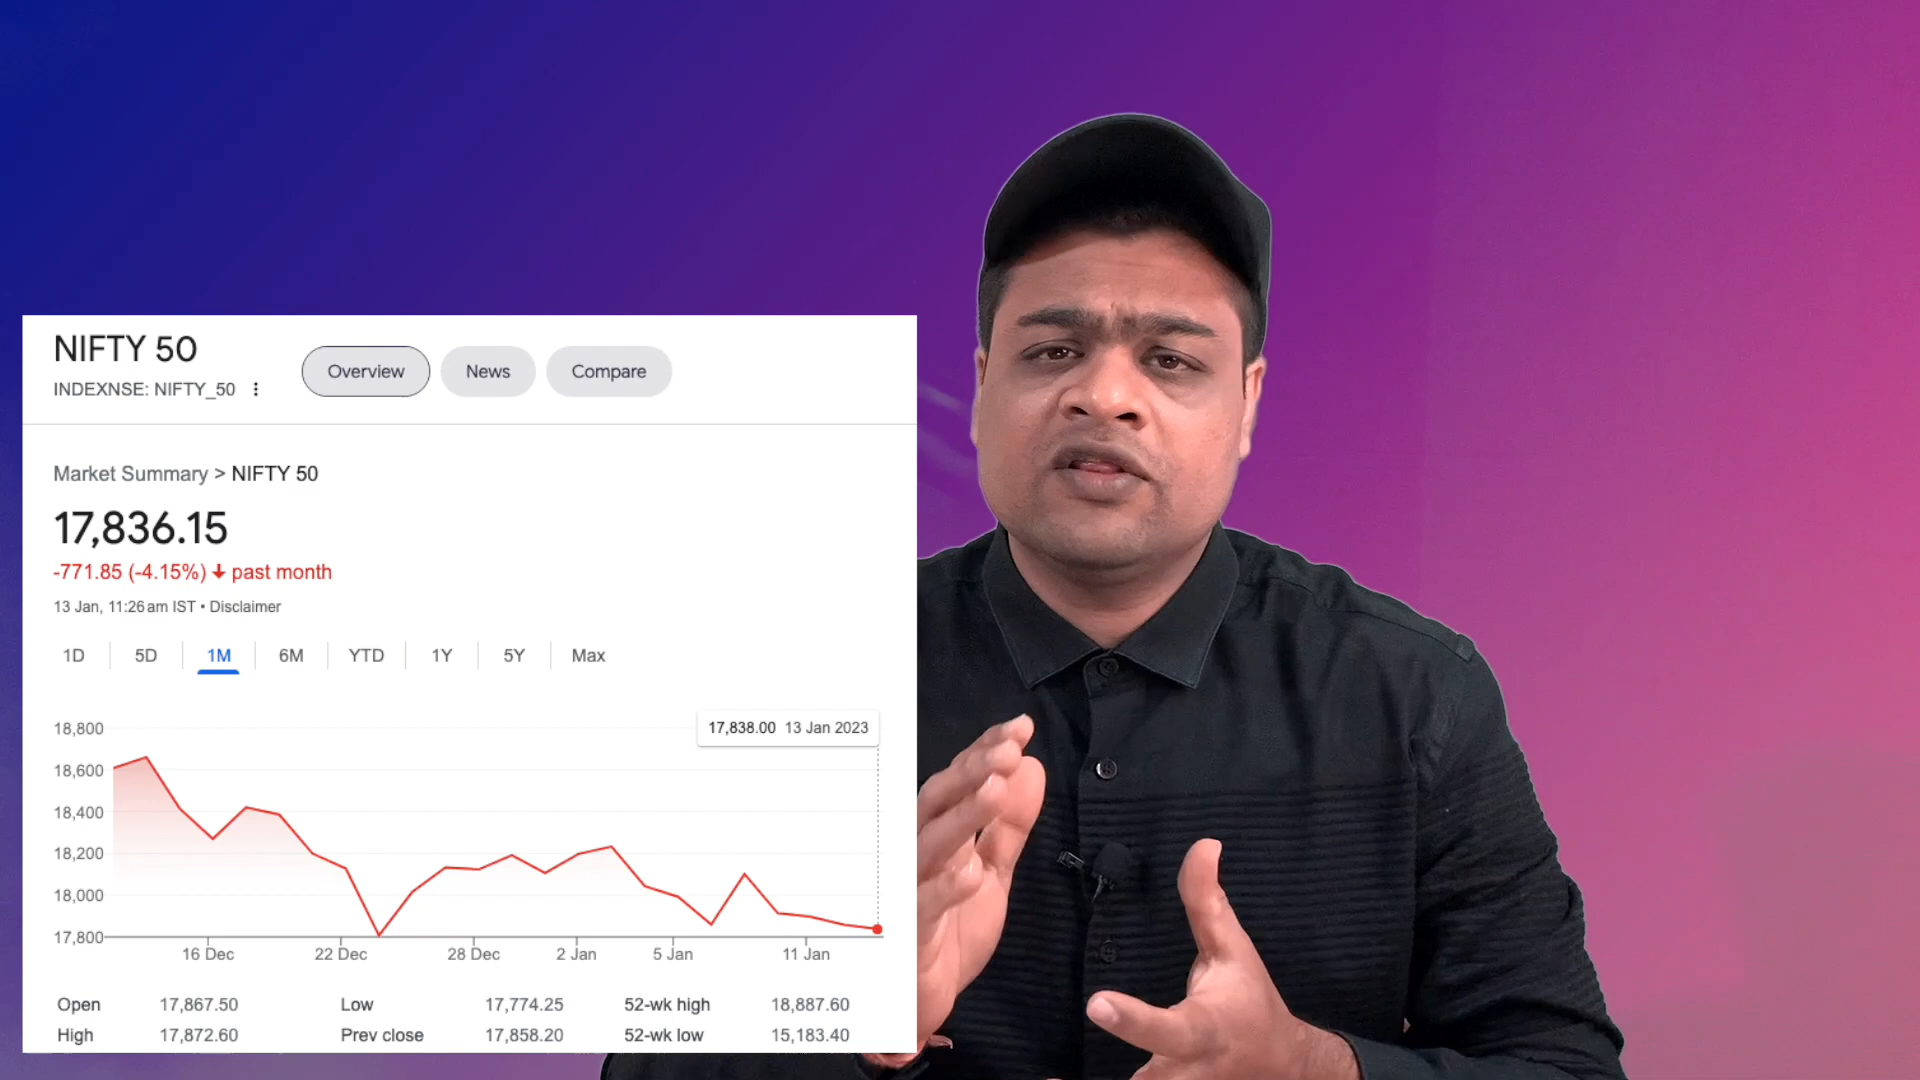 NIFTY 50
INDEXNSE: NIFTY_50
Overview News Compare
Market Summary > NIFTY 50
17,836.15
-771.85 (-4.15%) ↓ past month
13 Jan, 11:26 am IST • Disclaimer
1D 5D 1M 6M YTD 1Y 5Y Max
17,838.00 13 Jan 2023
18,800
18,600
18,400
18,200
18,000
17,800
16 Dec 22 Dec 28 Dec 2 Jan 5 Jan 11 Jan
Open 17,867.50 Low 17,774.25 52-wk high 18,887.60
High 17,872.60 Prev close 17,858.20 52-wk low 15,183.40